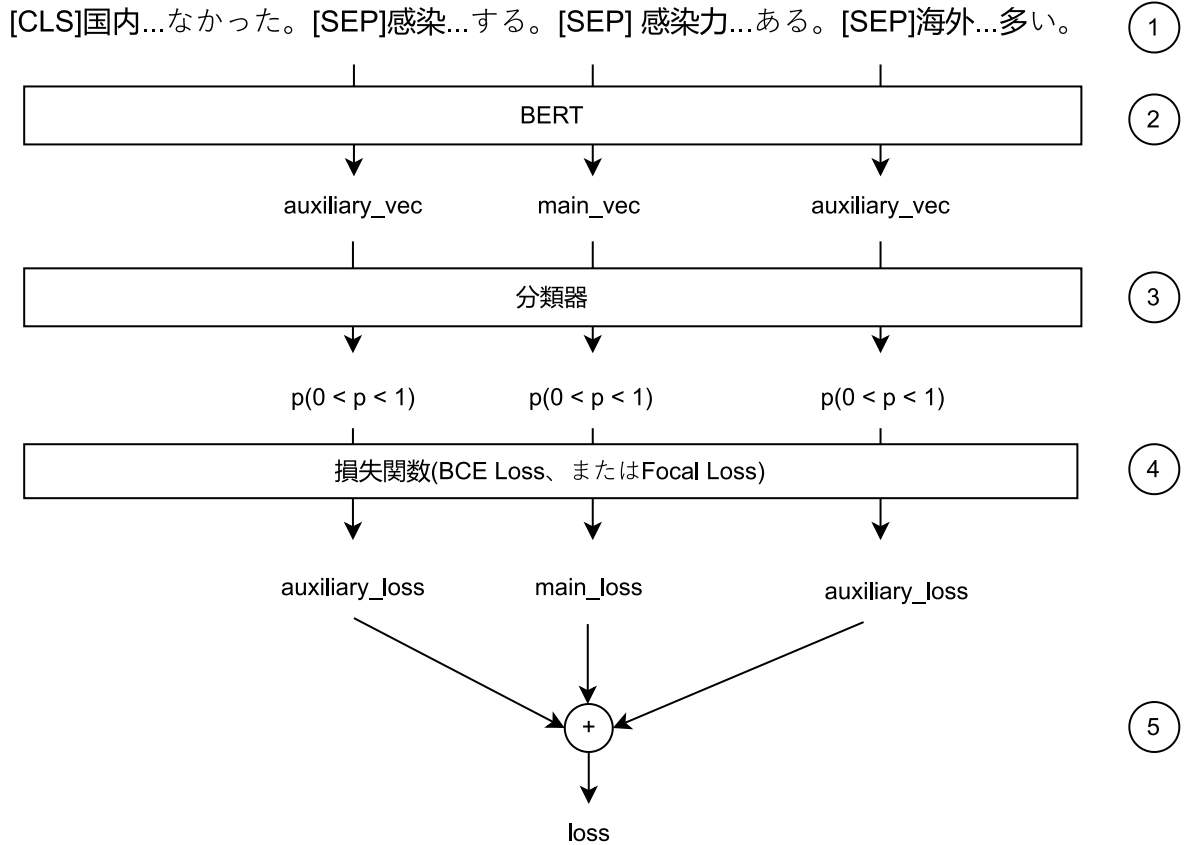 [CLS]国内...なかった。[SEP]感染...する。[SEP] 感染力...ある。[SEP]海外...多い。 1
BERT 2
auxiliary_vec main_vec auxiliary_vec
分類器 3
p(0 < p < 1) p(0 < p < 1) p(0 < p < 1)
損失関数(BCE Loss、またはFocal Loss) 4
auxiliary_loss main_loss auxiliary_loss
+ 5
loss